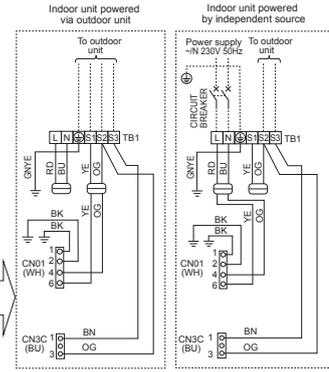 Indoor unit powered
via outdoor unit
To outdoor
unit
L N S1 S2 S3 TB1
GNYE
RD
BU
YE
OG
YE
OG
BK
BK
CN01
(WH)
1
2
4
6
CN3C
(BU)
1
3
BN
OG
Indoor unit powered
by independent source
Power supply
~/N 230V 50Hz
To outdoor
unit
CIRCUIT
BREAKER
L N S1 S2 S3 TB1
GNYE
RD
BU
YE
OG
YE
OG
BK
BK
CN01
(WH)
1
2
4
6
CN3C
(BU)
1
3
BN
OG